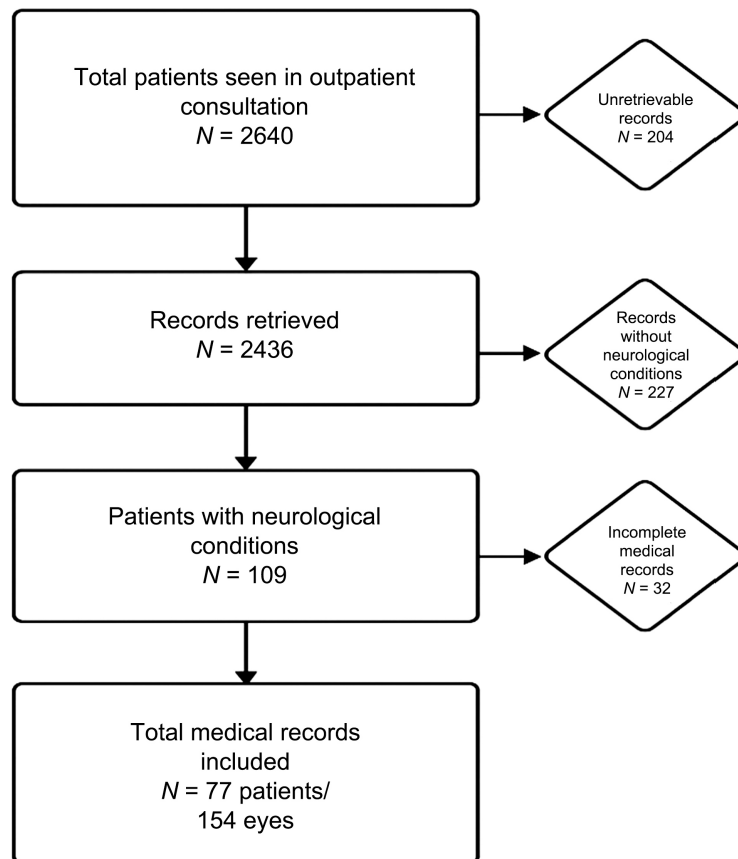 Total patients seen in outpatient
consultation
N = 2640
Unretrievable
records
N = 204
Records retrieved
N = 2436
Records
without
neurological
conditions
N = 227
Patients with neurological
conditions
N = 109
Incomplete
medical
records
N = 32
Total medical records
included
N = 77 patients/
154 eyes